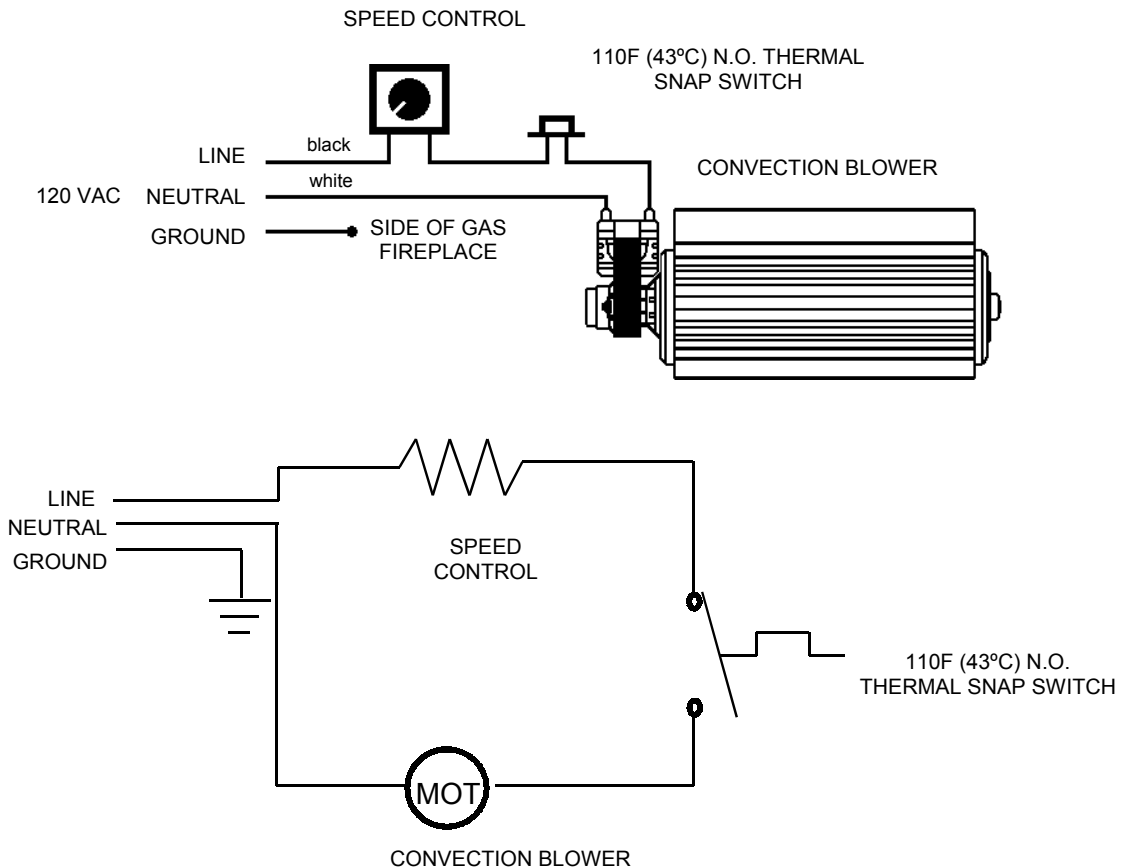 SPEED CONTROL
110F (43ºC) N.O. THERMAL
SNAP SWITCH
LINE
black
CONVECTION BLOWER
120 VAC
NEUTRAL
white
GROUND
SIDE OF GAS
FIREPLACE
LINE
NEUTRAL
GROUND
SPEED
CONTROL
110F (43ºC) N.O.
THERMAL SNAP SWITCH
MOT
CONVECTION BLOWER